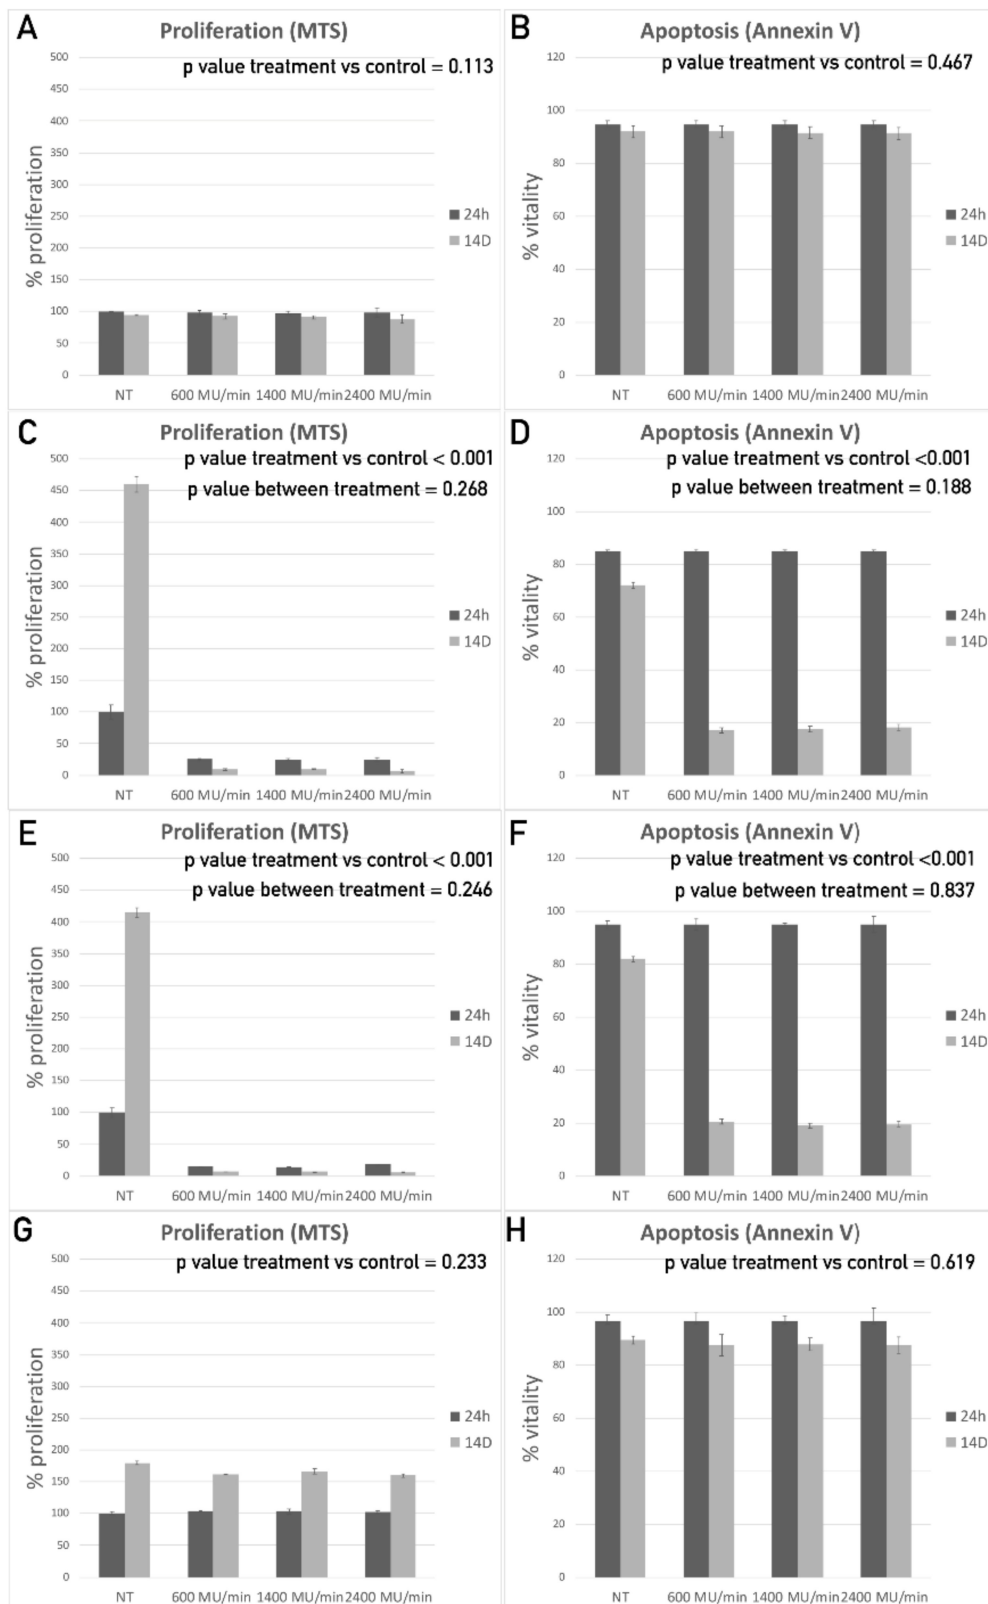 A
Proliferation (MTS)
p value treatment vs control = 0.113
500
450
400
350
300
250
200
150
100
50
0
% proliferation
24h
14D
NT
600 MU/min
1400 MU/min
2400 MU/min
B
Apoptosis (Annexin V)
p value treatment vs control = 0.467
120
100
80
60
40
20
0
% vitality
24h
14D
NT
600 MU/min
1400 MU/min
2400 MU/min
C
Proliferation (MTS)
p value treatment vs control < 0.001
p value between treatment = 0.268
500
450
400
350
300
250
200
150
100
50
0
% proliferation
24h
14D
NT
600 MU/min
1400 MU/min
2400 MU/min
D
Apoptosis (Annexin V)
p value treatment vs control <0.001
p value between treatment = 0.188
120
100
80
60
40
20
0
% vitality
24h
14D
NT
600 MU/min
1400 MU/min
2400 MU/min
E
Proliferation (MTS)
p value treatment vs control < 0.001
p value between treatment = 0.246
500
450
400
350
300
250
200
150
100
50
0
% proliferation
24h
14D
NT
600 MU/min
1400 MU/min
2400 MU/min
F
Apoptosis (Annexin V)
p value treatment vs control <0.001
p value between treatment = 0.837
120
100
80
60
40
20
0
% vitality
24h
14D
NT
600 MU/min
1400 MU/min
2400 MU/min
G
Proliferation (MTS)
p value treatment vs control = 0.233
500
450
400
350
300
250
200
150
100
50
0
% proliferation
24h
14D
NT
600 MU/min
1400 MU/min
2400 MU/min
H
Apoptosis (Annexin V)
p value treatment vs control = 0.619
120
100
80
60
40
20
0
% vitality
24h
14D
NT
600 MU/min
1400 MU/min
2400 MU/min